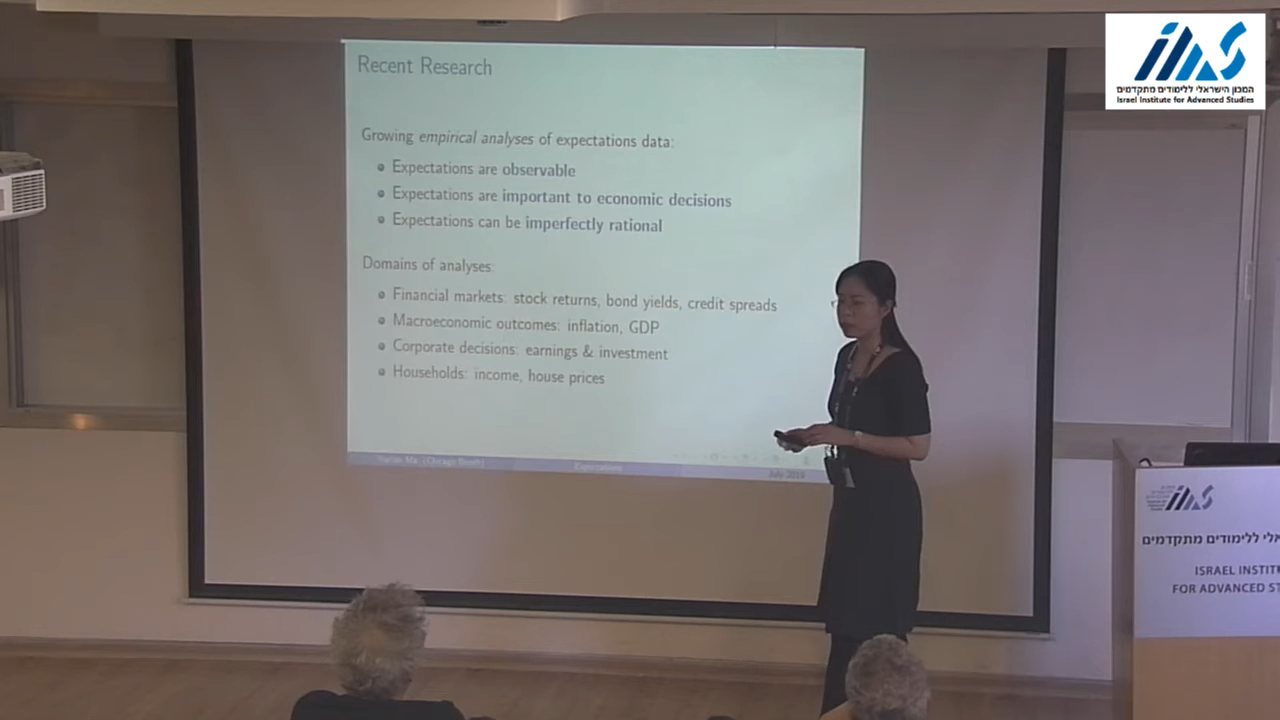 Recent Research
Growing empirical analyses of expectations data:
Expectations are observable
Expectations are important to economic decisions
Expectations can be imperfectly rational
Domains of analyses:
Financial markets: stock returns, bond yields, credit spreads
Macroeconomic outcomes: inflation, GDP
Corporate decisions: earnings & investment
Households: income, house prices
Ma (Chicago Booth)
Expectations
July 2019
המכון הישראלי ללימודים מתקדמים
Israel Institute for Advanced Studies
אלי ללימודים מתקדמים
ISRAEL INSTIT
FOR ADVANCED ST